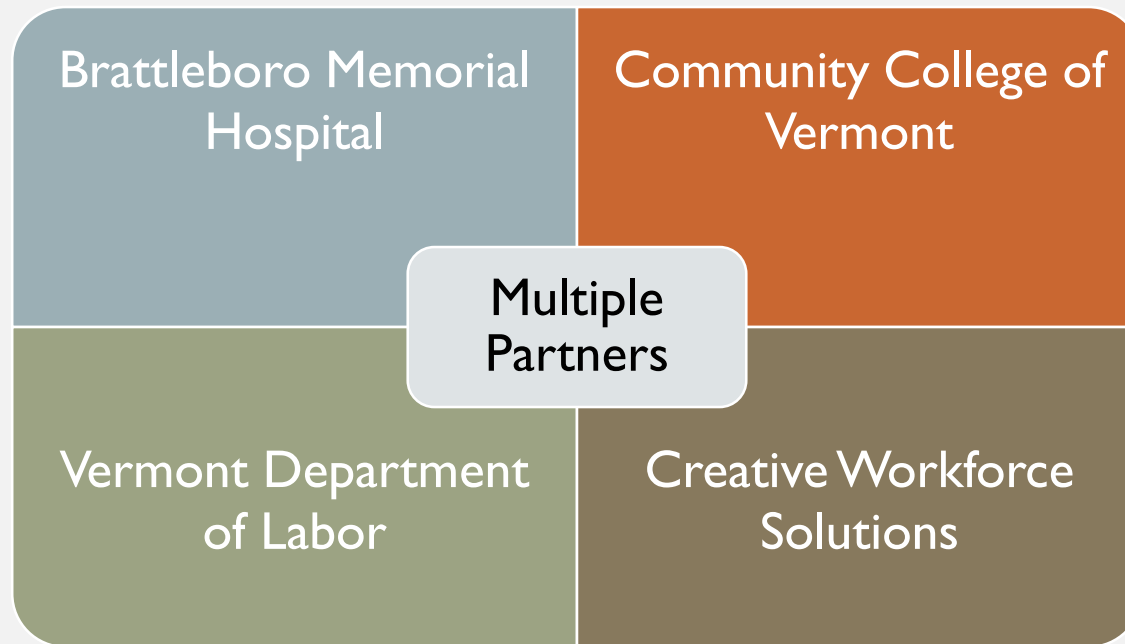 Brattleboro Memorial
Hospital
Community College of
Vermont
Multiple
Partners
Vermont Department
of Labor
Creative Workforce
Solutions